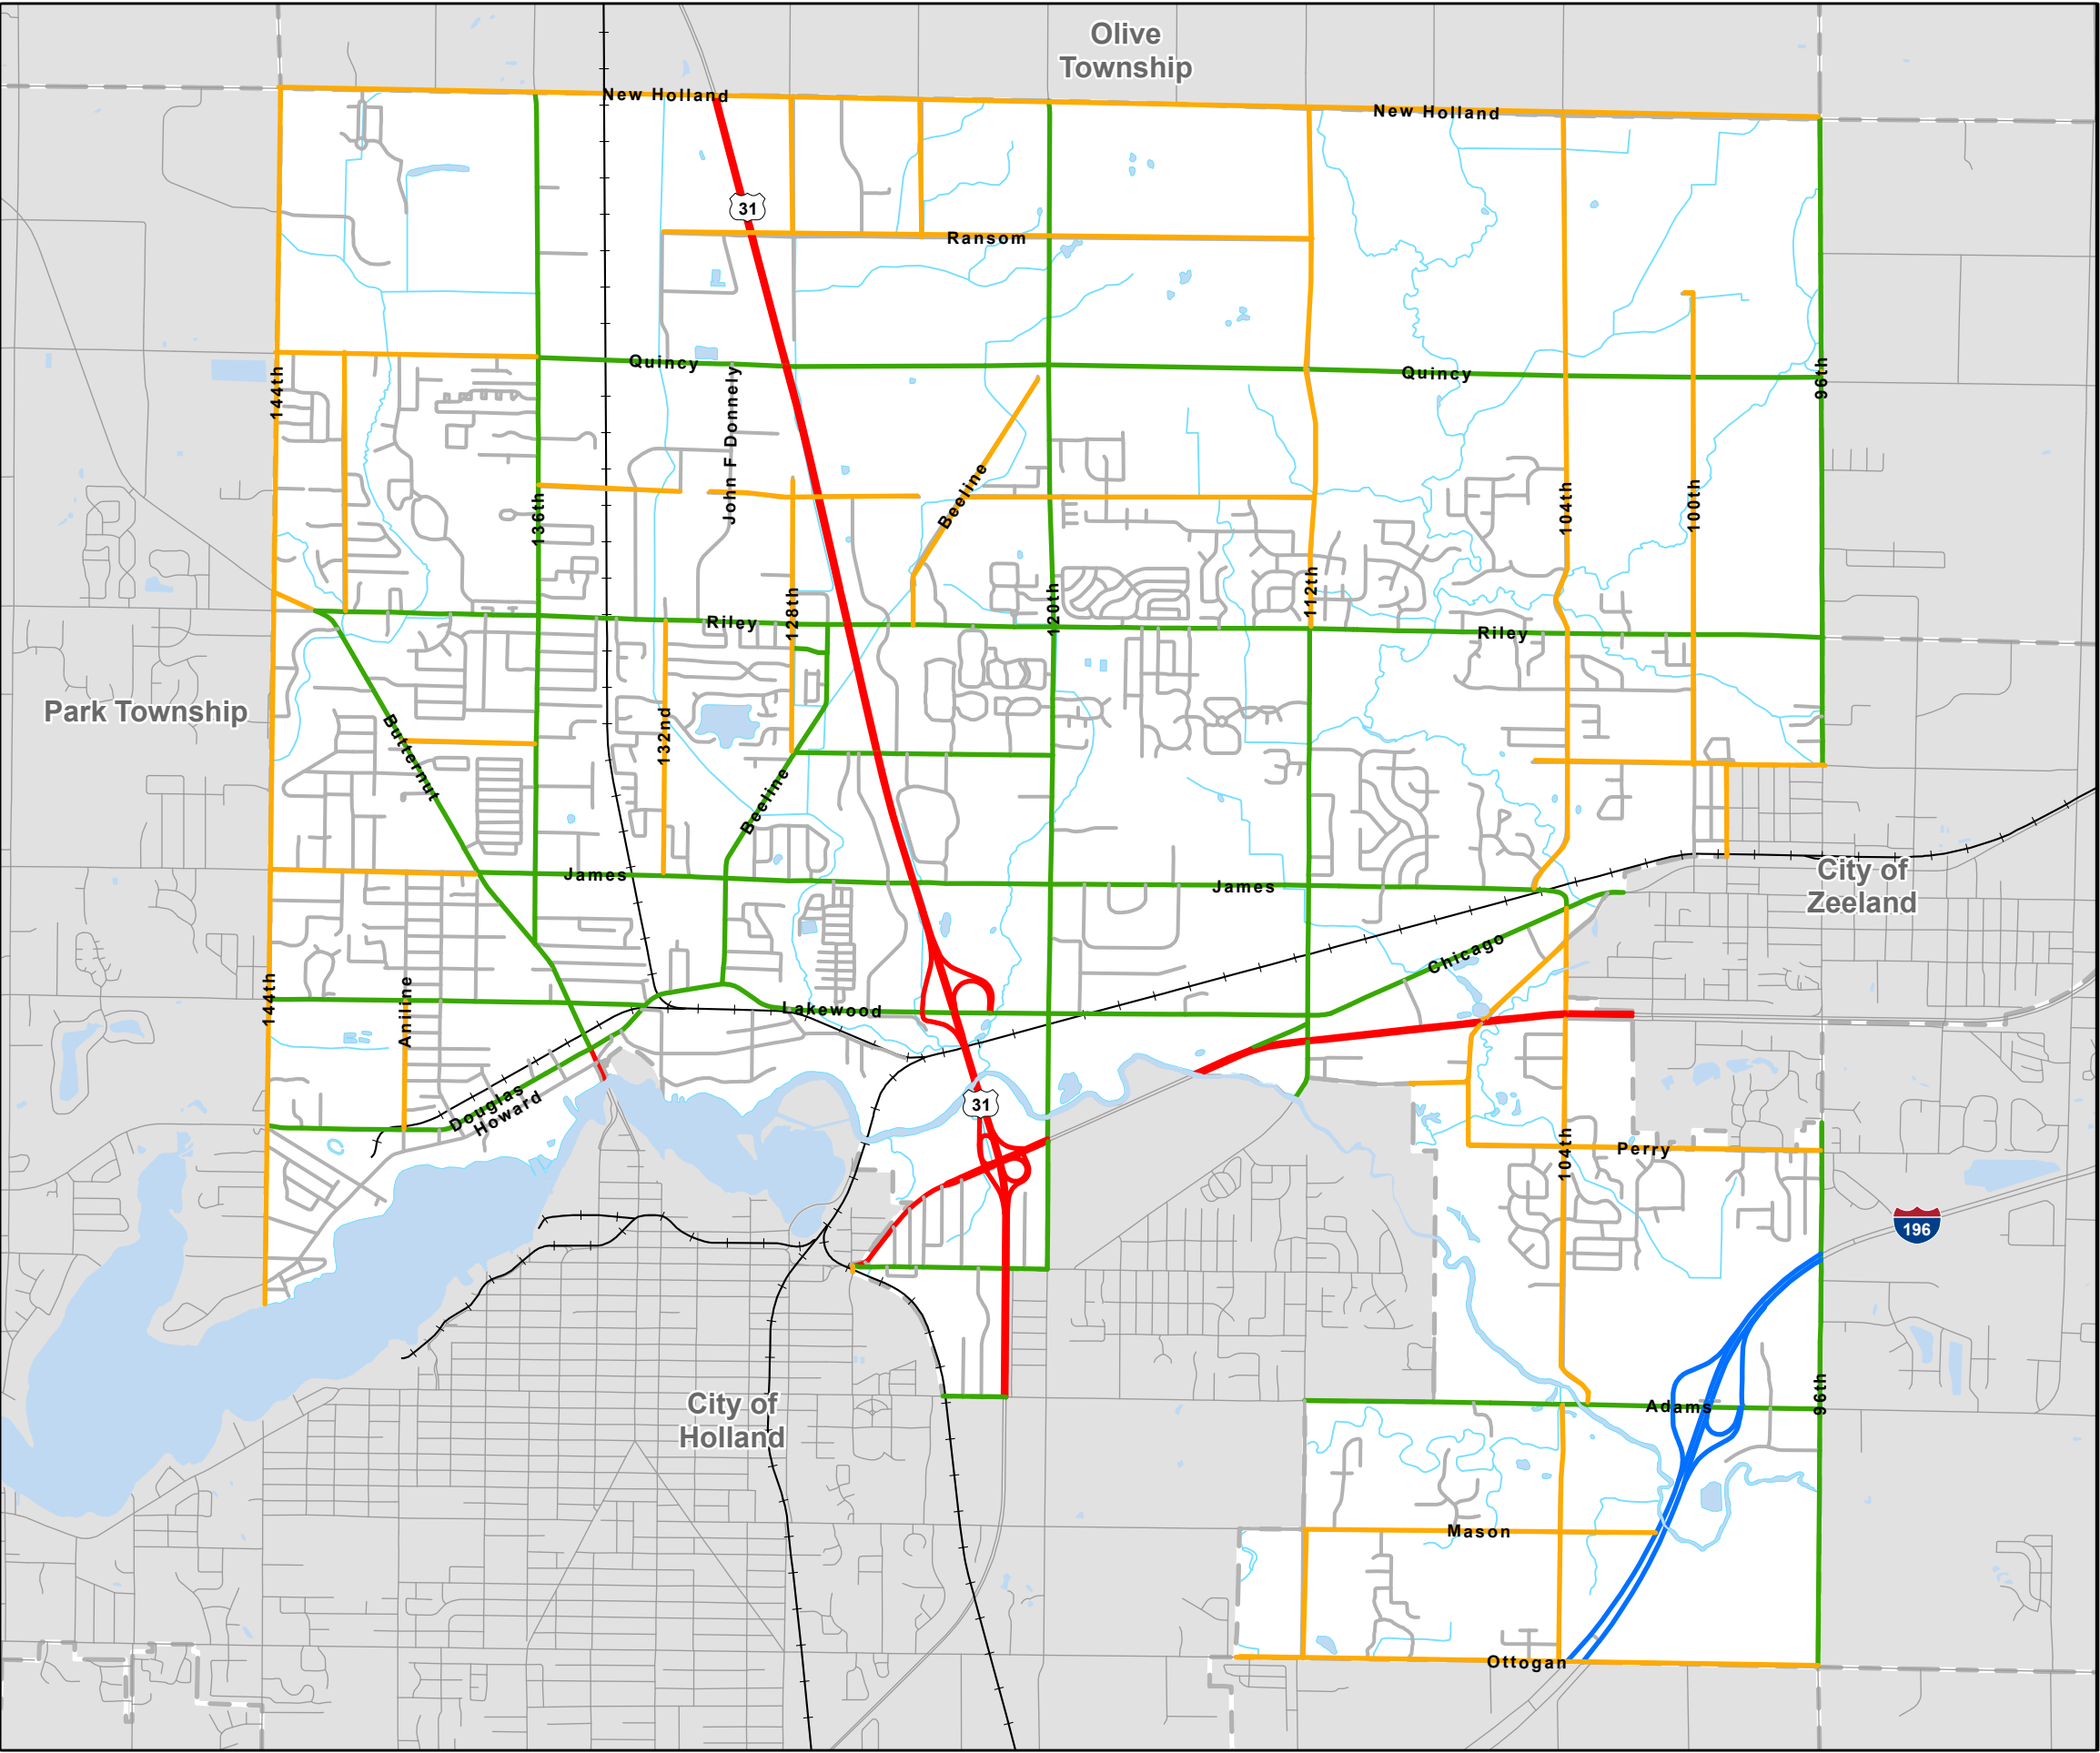 Olive
Township
New Holland
New Holland
31
Ransom
Quincy
Quincy
144th
John F Donnely
96th
Beeline
136th
104th
100th
128th
120th
112th
Riley
Riley
Park Township
Butternut
132nd
Beeline
James
James
City of
Zeeland
Chicago
144th
Aniline
Lakewood
Douglas
Howard
31
104th
Perry
196
City of
Holland
Adams
96th
Mason
Ottogan